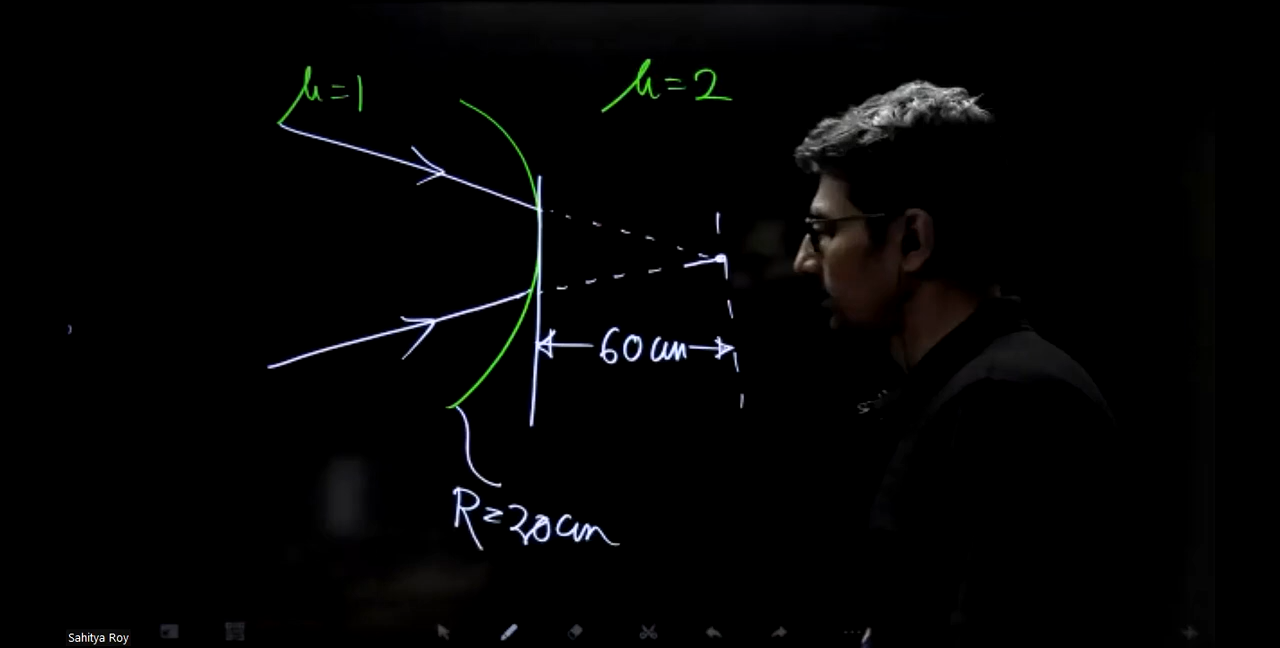 μ=1
μ=2
60 cm
R=20cm
Sahitya Roy